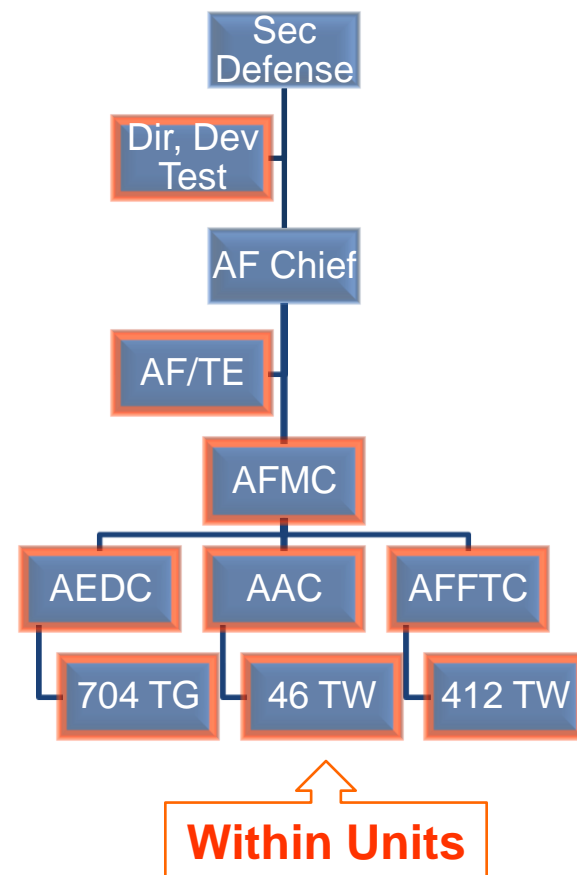 Sec
Defense
Dir, Dev
Test
AF Chief
AF/TE
AFMC
AEDC
AAC
AFFTC
704 TG
46 TW
412 TW
Within Units